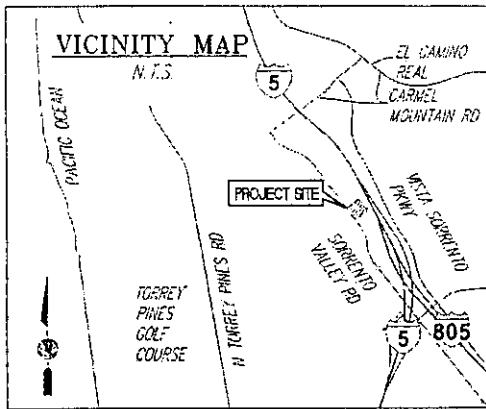 VICINITY MAP
N.T.S.
5
EL CAMINO
REAL
CARMEL
MOUNTAIN RD
PACIFIC OCEAN
PROJECT SITE
VISTA SORRENTO
PKWY
N TORREY PINES RD
SORRENTO
VALLEY RD
TORREY
PINES
GOLF
COURSE
5
805